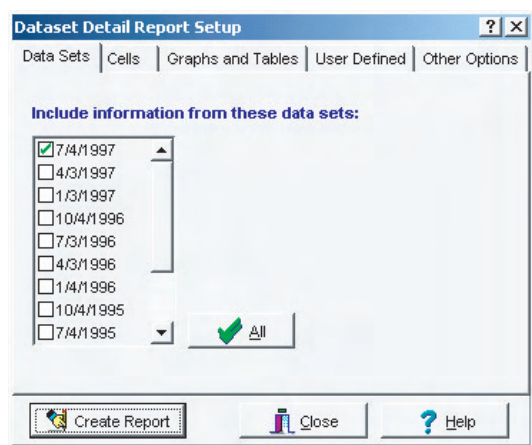 Dataset Detail Report Setup
Data Sets Cells Graphs and Tables User Defined Other Options
Include information from these data sets:
7/4/1997
4/3/1997
1/3/1997
10/4/1996
7/3/1996
4/3/1996
1/4/1996
10/4/1995
7/4/1995
All
Create Report Close Help